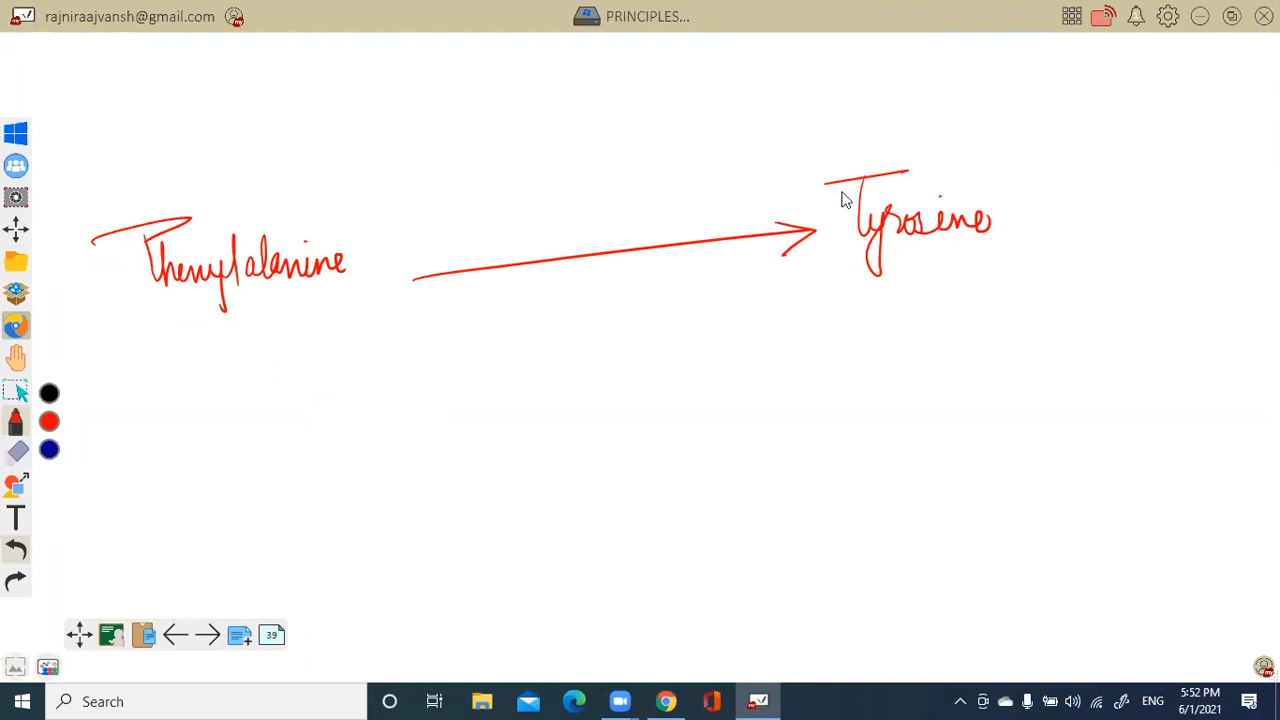 rajniraajvansh@gmail.com
PRINCIPLES...
Tyrosine
Phenylalanine
T
39
Search
ENG
5:52 PM
6/1/2021